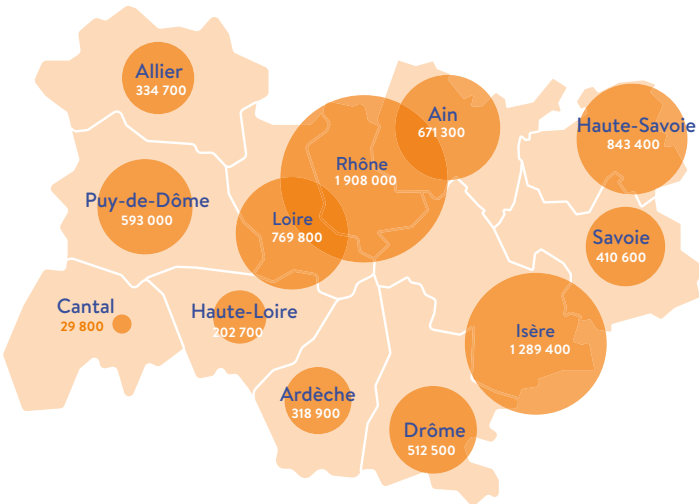 Allier
334 700
Ain
671 300
Haute-Savoie
843 400
Rhône
1 908 000
Puy-de-Dôme
593 000
Loire
769 800
Savoie
410 600
Cantal
29 800
Haute-Loire
202 700
Isère
1 289 400
Ardèche
318 900
Drôme
512 500